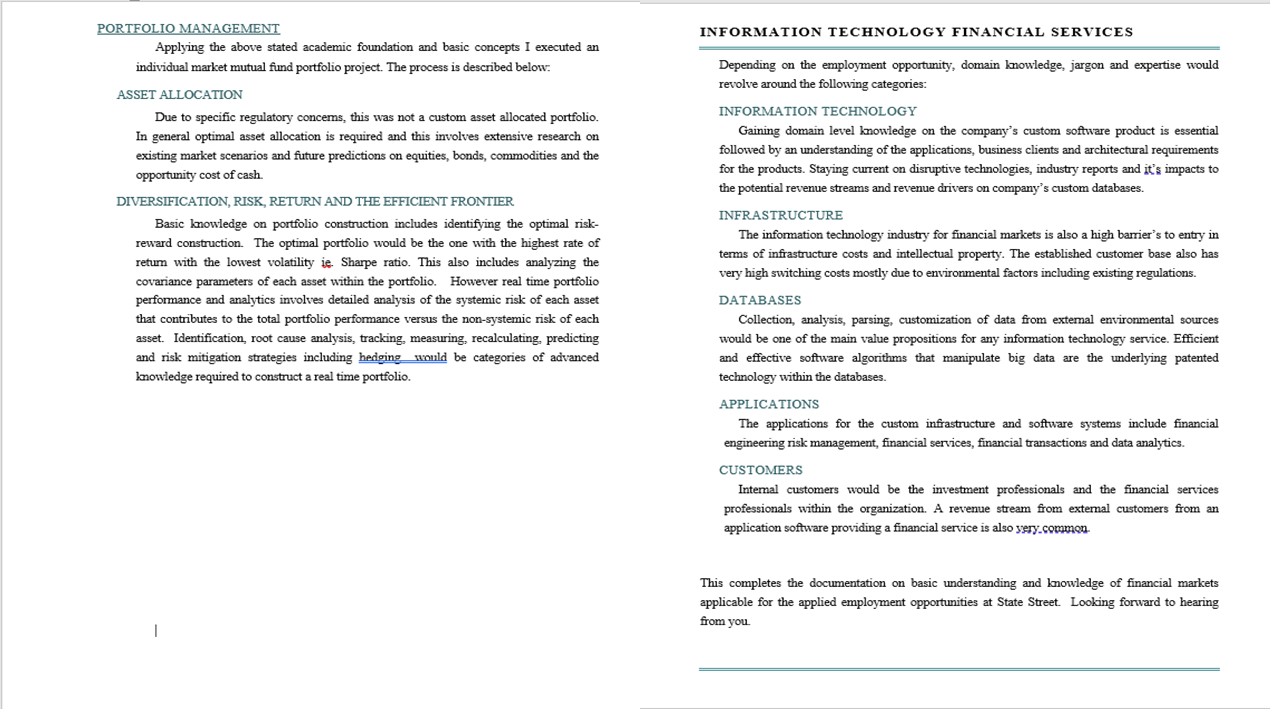 PORTFOLIO MANAGEMENT
Applying the above stated academic foundation and basic concepts I executed an
individual market mutual fund portfolio project. The process is described below:
ASSET ALLOCATION
Due to specific regulatory concerns, this was not a custom asset allocated portfolio.
In general optimal asset allocation is required and this involves extensive research on
existing market scenarios and future predictions on equities, bonds, commodities and the
opportunity cost of cash.
DIVERSIFICATION, RISK, RETURN AND THE EFFICIENT FRONTIER
Basic knowledge on portfolio construction includes identifying the optimal risk-
reward construction. The optimal portfolio would be the one with the highest rate of
return with the lowest volatility ie. Sharpe ratio. This also includes analyzing the
covariance parameters of each asset within the portfolio. However real time portfolio
performance and analytics involves detailed analysis of the systemic risk of each asset
that contributes to the total portfolio performance versus the non-systemic risk of each
asset. Identification, root cause analysis, tracking, measuring, recalculating, predicting
and risk mitigation strategies including hedging would be categories of advanced
knowledge required to construct a real time portfolio.
INFORMATION TECHNOLOGY FINANCIAL SERVICES
Depending on the employment opportunity, domain knowledge, jargon and expertise would
revolve around the following categories:
INFORMATION TECHNOLOGY
Gaining domain level knowledge on the company's custom software product is essential
followed by an understanding of the applications, business clients and architectural requirements
for the products. Staying current on disruptive technologies, industry reports and it's impacts to
the potential revenue streams and revenue drivers on company's custom databases.
INFRASTRUCTURE
The information technology industry for financial markets is also a high barrier's to entry in
terms of infrastructure costs and intellectual property. The established customer base also has
very high switching costs mostly due to environmental factors including existing regulations.
DATABASES
Collection, analysis, parsing, customization of data from external environmental sources
would be one of the main value propositions for any information technology service. Efficient
and effective software algorithms that manipulate big data are the underlying patented
technology within the databases.
APPLICATIONS
The applications for the custom infrastructure and software systems include financial
engineering risk management, financial services, financial transactions and data analytics.
CUSTOMERS
Internal customers would be the investment professionals and the financial services
professionals within the organization. A revenue stream from external customers from an
application software providing a financial service is also very common.
This completes the documentation on basic understanding and knowledge of financial markets
applicable for the applied employment opportunities at State Street. Looking forward to hearing
from you.